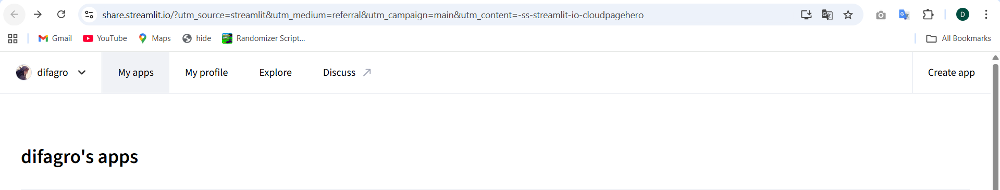 share.streamlit.io/?utm_source=streamlit&utm_medium=referral&utm_campaign=main&utm_content=-ss-streamlit-io-cloudpagehero
D
Gmail YouTube Maps hide Randomizer Script... All Bookmarks
difagro My apps My profile Explore Discuss Create app
difagro's apps